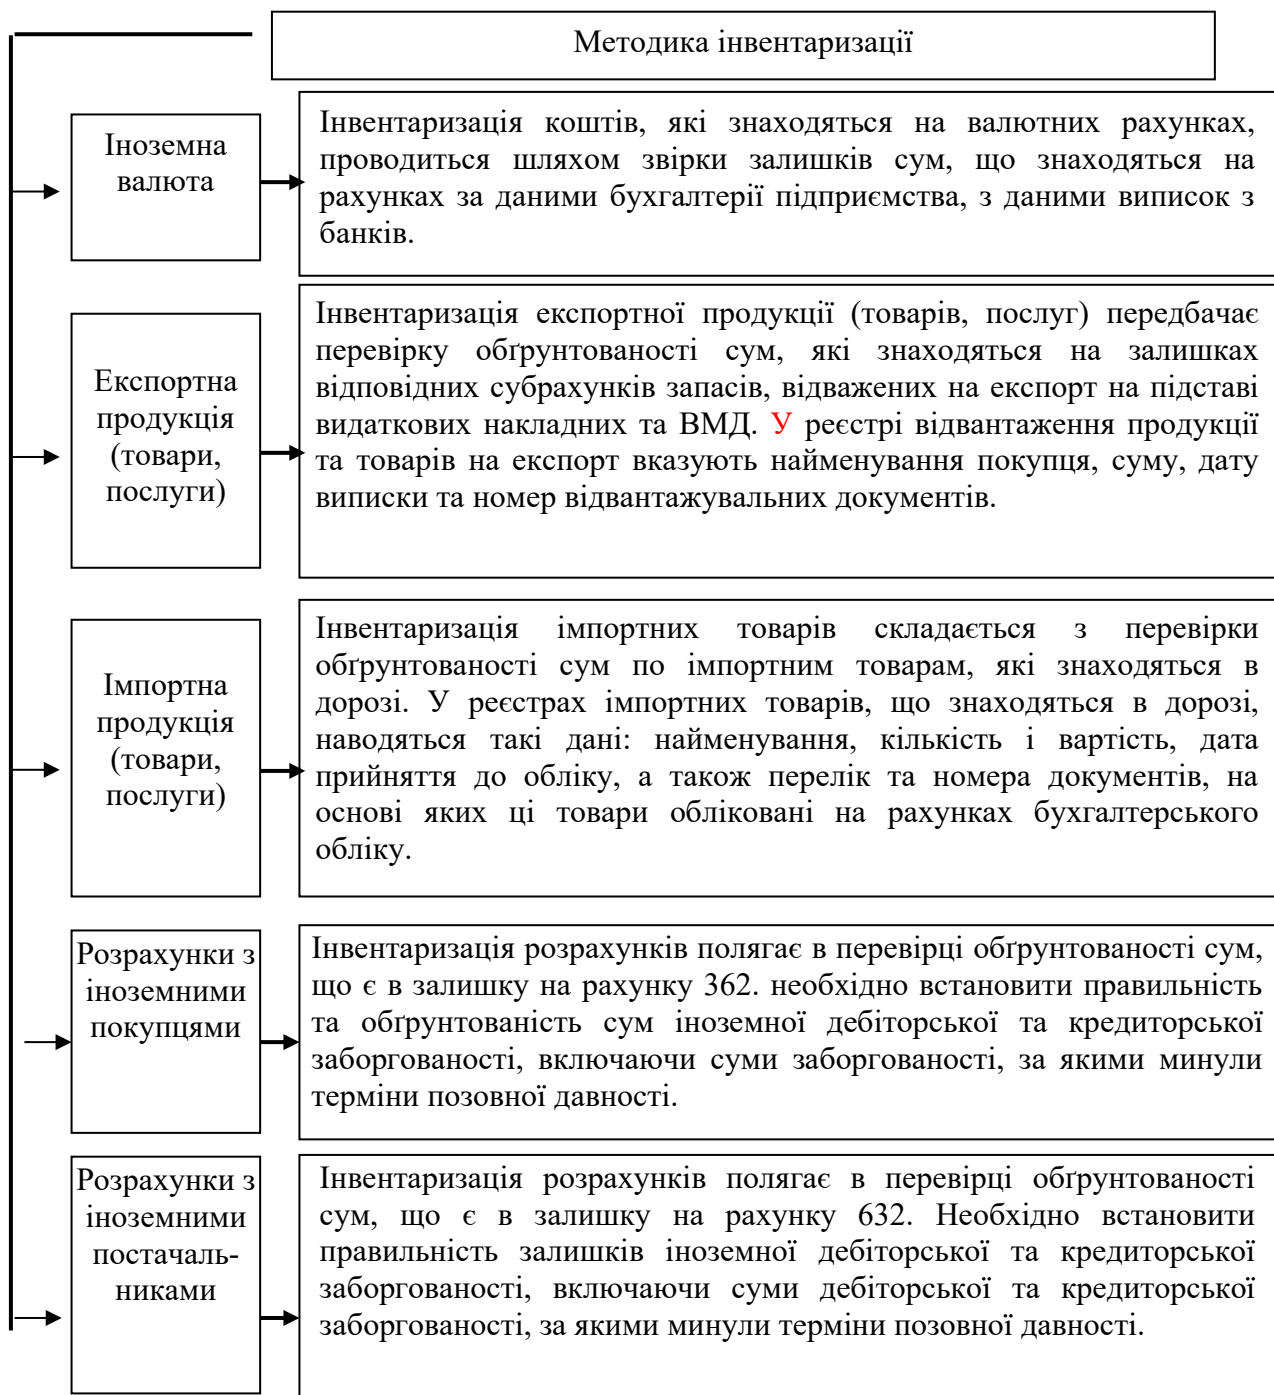 Методика інвентаризації
Іноземна
валюта
Інвентаризація коштів, які знаходяться на валютних рахунках,
проводиться шляхом звірки залишків сум, що знаходяться на
рахунках за даними бухгалтерії підприємства, з даними виписок з
банків.
Експортна
продукція
(товари,
послуги)
Інвентаризація експортної продукції (товарів, послуг) передбачає
перевірку обґрунтованості сум, які знаходяться на залишках
відповідних субрахунків запасів, відважених на експорт на підставі
видаткових накладних та ВМД. У реєстрі відвантаження продукції
та товарів на експорт вказують найменування покупця, суму, дату
виписки та номер відвантажувальних документів.
Імпортна
продукція
(товари,
послуги)
Інвентаризація імпортних товарів складається з перевірки
обґрунтованості сум по імпортним товарам, які знаходяться в
дорозі. У реєстрах імпортних товарів, що знаходяться в дорозі,
наводяться такі дані: найменування, кількість і вартість, дата
прийняття до обліку, а також перелік та номера документів, на
основі яких ці товари обліковані на рахунках бухгалтерського
обліку.
Розрахунки з
іноземними
покупцями
Інвентаризація розрахунків полягає в перевірці обґрунтованості сум,
що є в залишку на рахунку 362. необхідно встановити правильність
та обґрунтованість сум іноземної дебіторської та кредиторської
заборгованості, включаючи суми заборгованості, за якими минули
терміни позовної давності.
Розрахунки з
іноземними
постачаль-
никами
Інвентаризація розрахунків полягає в перевірці обґрунтованості
сум, що є в залишку на рахунку 632. Необхідно встановити
правильність залишків іноземної дебіторської та кредиторської
заборгованості, включаючи суми дебіторської та кредиторської
заборгованості, за якими минули терміни позовної давності.